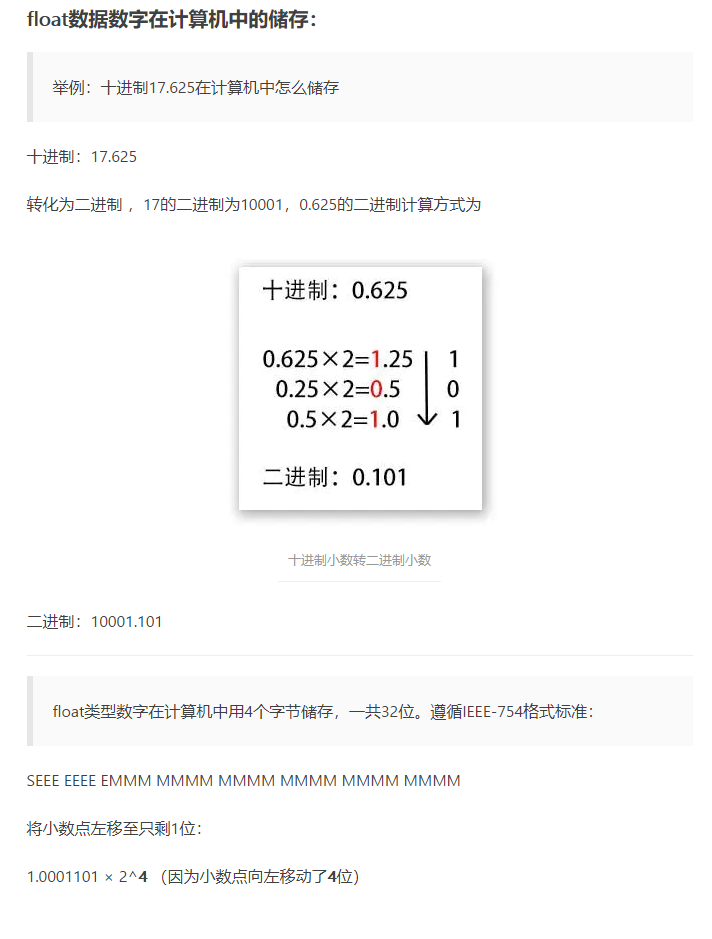 float数据数字在计算机中的储存：
举例：十进制17.625在计算机中怎么储存
十进制：17.625
转化为二进制 ，17的二进制为10001，0.625的二进制计算方式为
十进制：0.625
0.625×2=1.25 1
0.25×2=0.5 0
0.5×2=1.0 1
二进制：0.101
十进制小数转二进制小数
二进制：10001.101
float类型数字在计算机中用4个字节储存，一共32位。遵循IEEE-754格式标准：
SEEE EEEE EMMM MMMM MMMM MMMM MMMM MMMM
将小数点左移至只剩1位：
1.0001101 × 2^4 （因为小数点向左移动了4位）